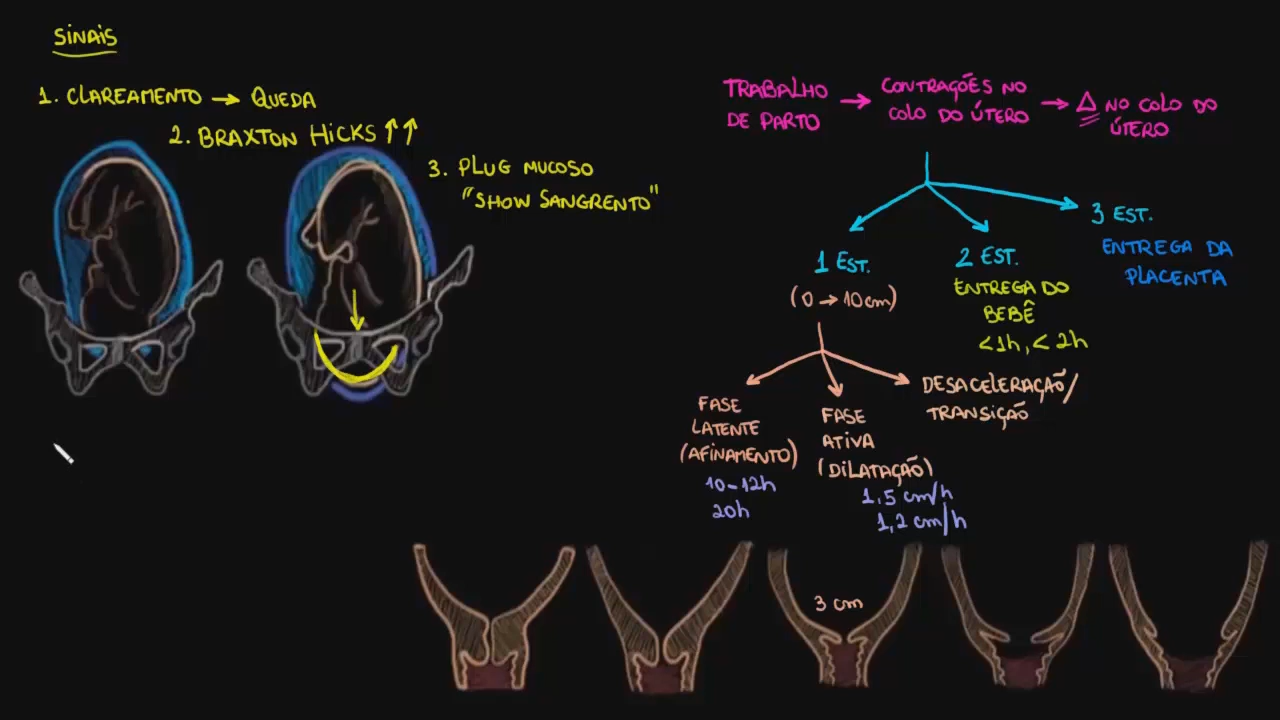 SINAIS
1. CLAREAMENTO → QUEDA
2. BRAXTON HICKS ↑↑
3. PLUG MUCOSO
"SHOW SANGRENTO"
TRABALHO
DE PARTO
→ CONTRAÇÕES NO
COLO DO ÚTERO
→ Δ NO COLO DO
ÚTERO
1 EST.
(0 → 10cm)
2 EST.
ENTREGA DO
BEBÊ
<1h, < 2h
3 EST.
ENTREGA DA
PLACENTA
FASE
LATENTE
(AFINAMENTO)
10-12h
20h
FASE
ATIVA
(DILATAÇÃO)
1,5 cm/h
1,2 cm/h
DESACELERAÇÃO/
TRANSIÇÃO
3 cm